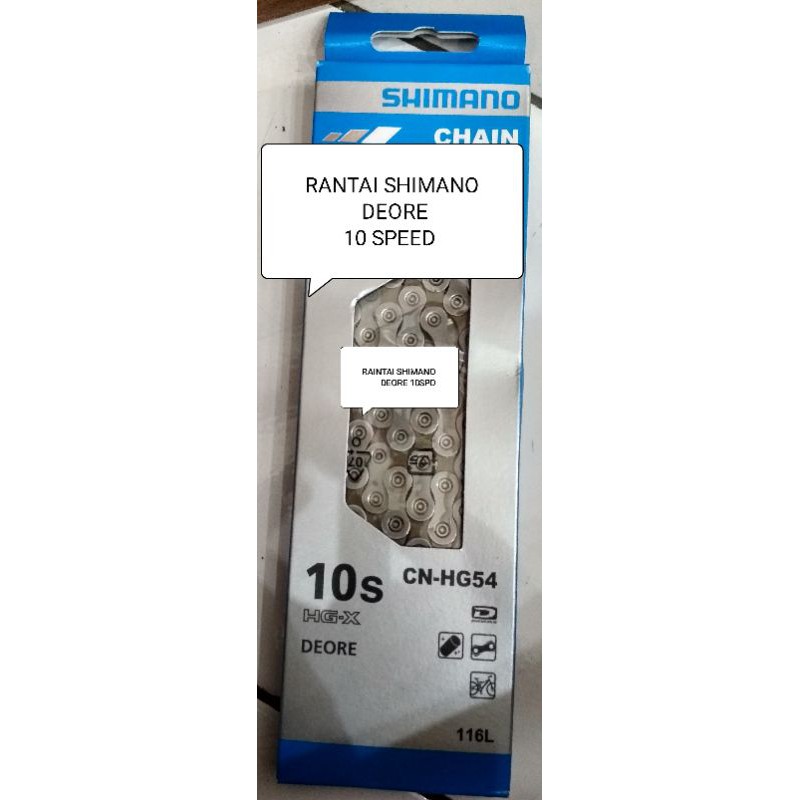 SHIMANO
CHAIN
RANTAI SHIMANO
DEORE
10 SPEED
RAINTAI SHIMANO
DEORE 10SPD
10s
CN-HG54
HG-X
DEORE
116L